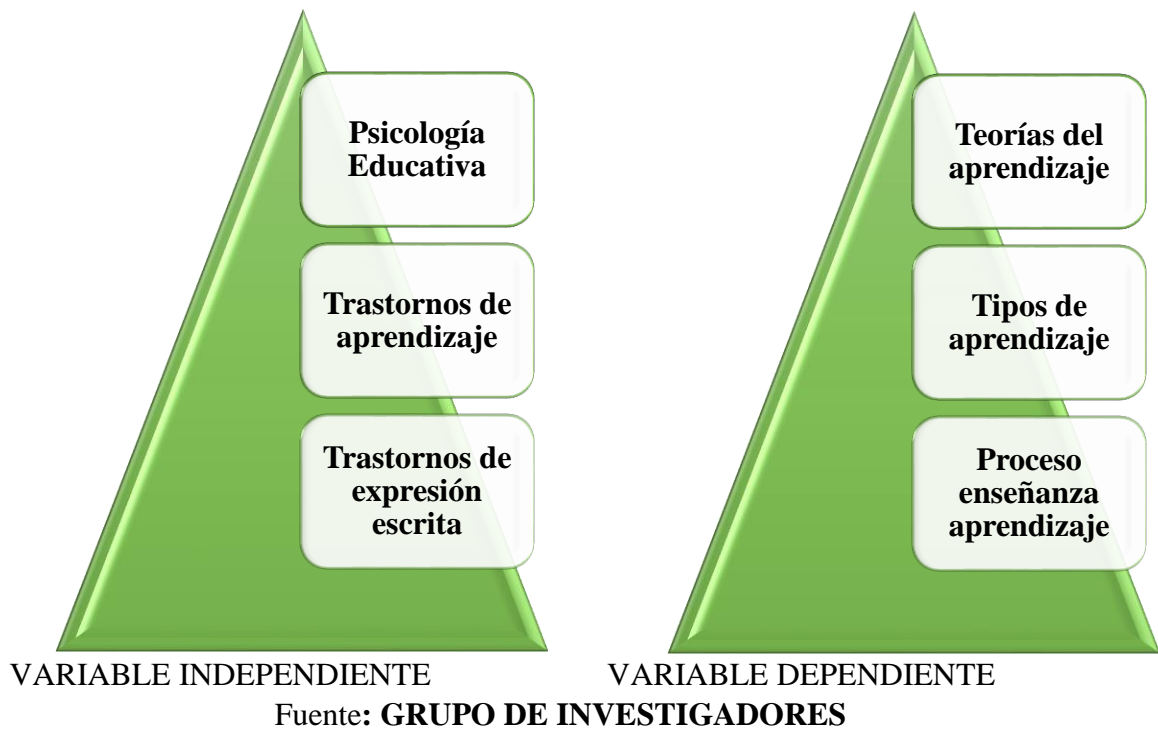 Psicología
Educativa
Trastornos de
aprendizaje
Trastornos de
expresión
escrita
VARIABLE INDEPENDIENTE
Teorías del
aprendizaje
Tipos de
aprendizaje
Proceso
enseñanza
aprendizaje
VARIABLE DEPENDIENTE
Fuente: GRUPO DE INVESTIGADORES